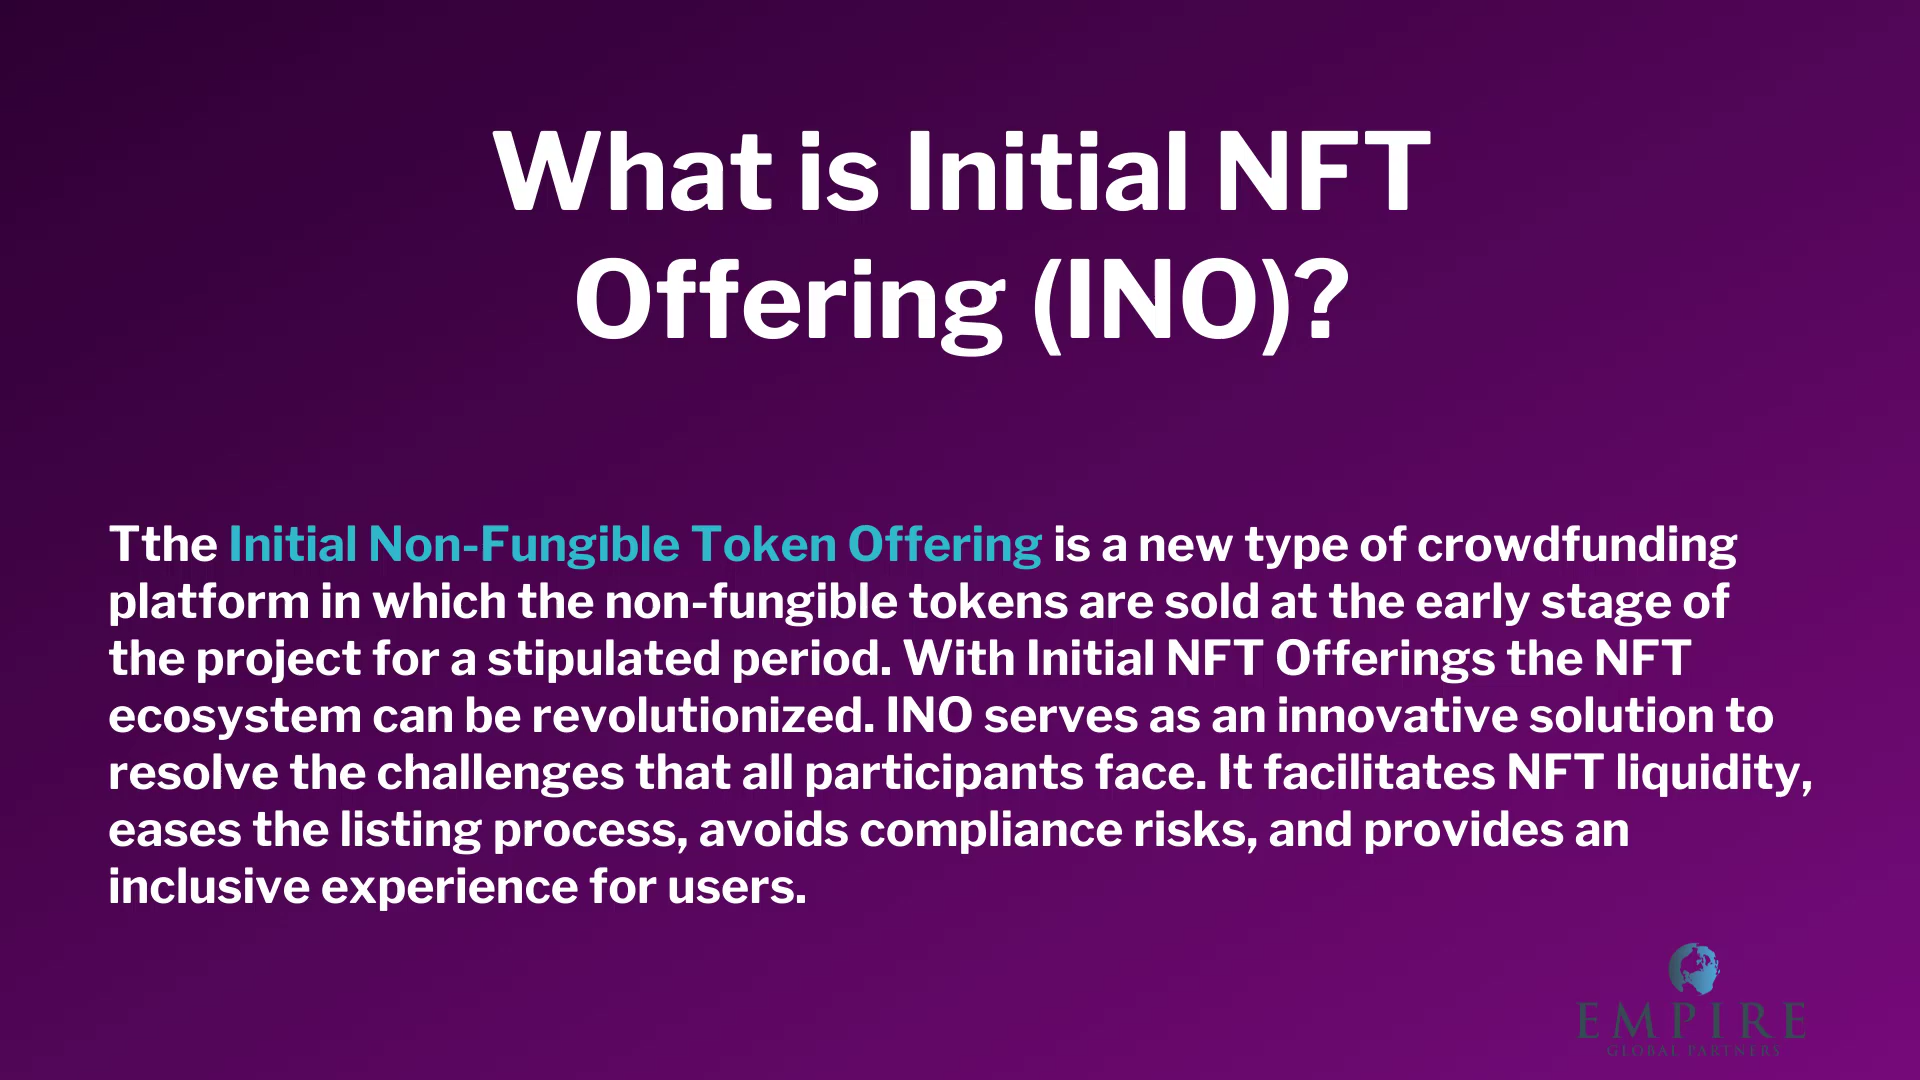 What is Initial NFT
Offering (INO)?
Tthe Initial Non-Fungible Token Offering is a new type of crowdfunding
platform in which the non-fungible tokens are sold at the early stage of
the project for a stipulated period. With Initial NFT Offerings the NFT
ecosystem can be revolutionized. INO serves as an innovative solution to
resolve the challenges that all participants face. It facilitates NFT liquidity,
eases the listing process, avoids compliance risks, and provides an
inclusive experience for users.
EMPIRE
GLOBAL PARTNERS